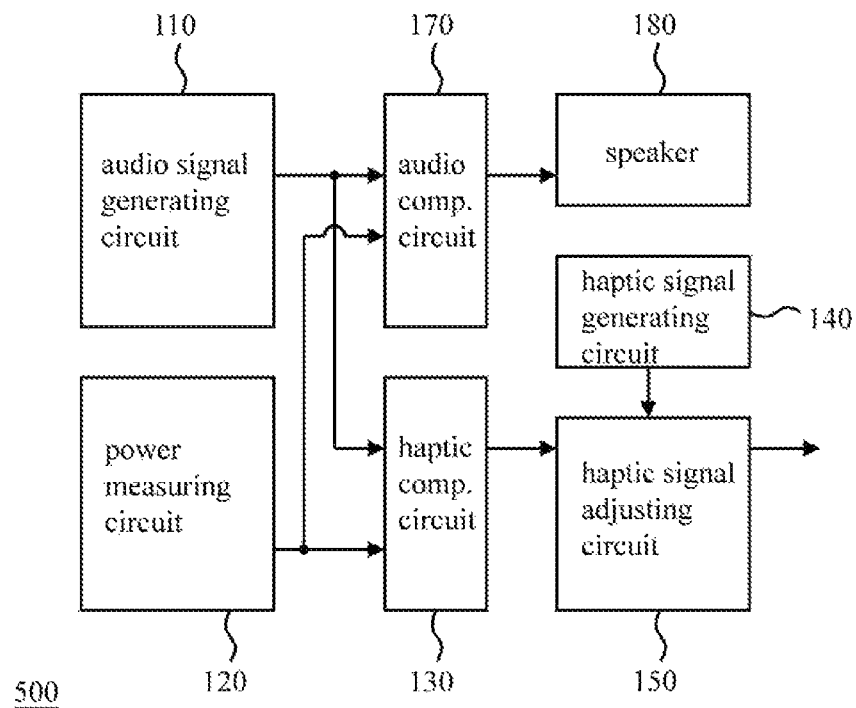 110
170
180
audio signal
generating
circuit
audio
comp.
circuit
speaker
haptic signal
generating
circuit
140
power
measuring
circuit
haptic
comp.
circuit
haptic signal
adjusting
circuit
120
130
150
500